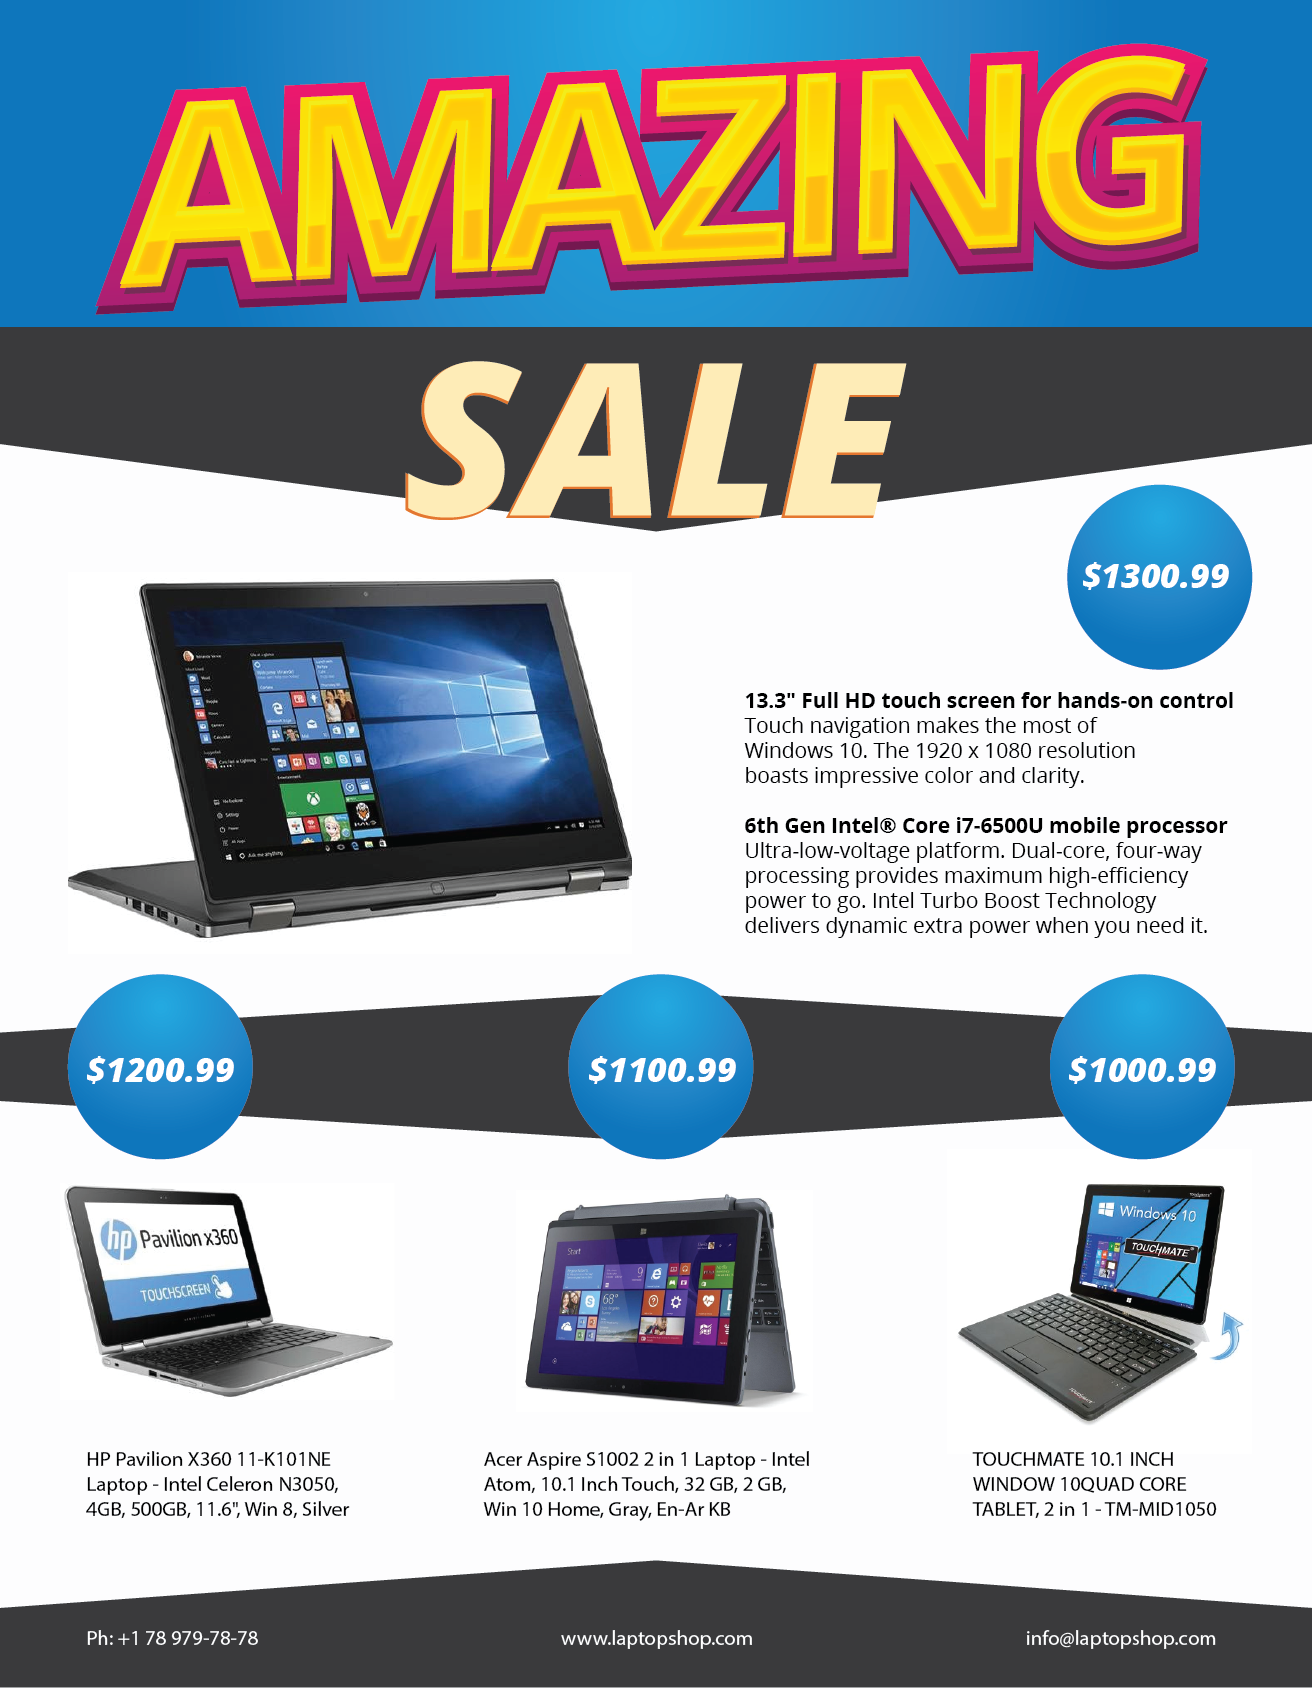 AMAZING
SALE
$1300.99
13.3" Full HD touch screen for hands-on control
Touch navigation makes the most of
Windows 10. The 1920 x 1080 resolution
boasts impressive color and clarity.
6th Gen Intel® Core i7-6500U mobile processor
Ultra-low-voltage platform. Dual-core, four-way
processing provides maximum high-efficiency
power to go. Intel Turbo Boost Technology
delivers dynamic extra power when you need it.
Ask me anything
$1200.99
$1100.99
$1000.99
hp Pavilion x360
TOUCHSCREEN
Start
68°
Windows 10
TOUCHMATE
HP Pavilion X360 11-K101NE
Laptop - Intel Celeron N3050,
4GB, 500GB, 11.6", Win 8, Silver
Acer Aspire S1002 2 in 1 Laptop - Intel
Atom, 10.1 Inch Touch, 32 GB, 2 GB,
Win 10 Home, Gray, En-Ar KB
TOUCHMATE 10.1 INCH
WINDOW 10QUAD CORE
TABLET, 2 in 1 - TM-MID1050
Ph: +1 78 979-78-78
www.laptopshop.com
info@laptopshop.com